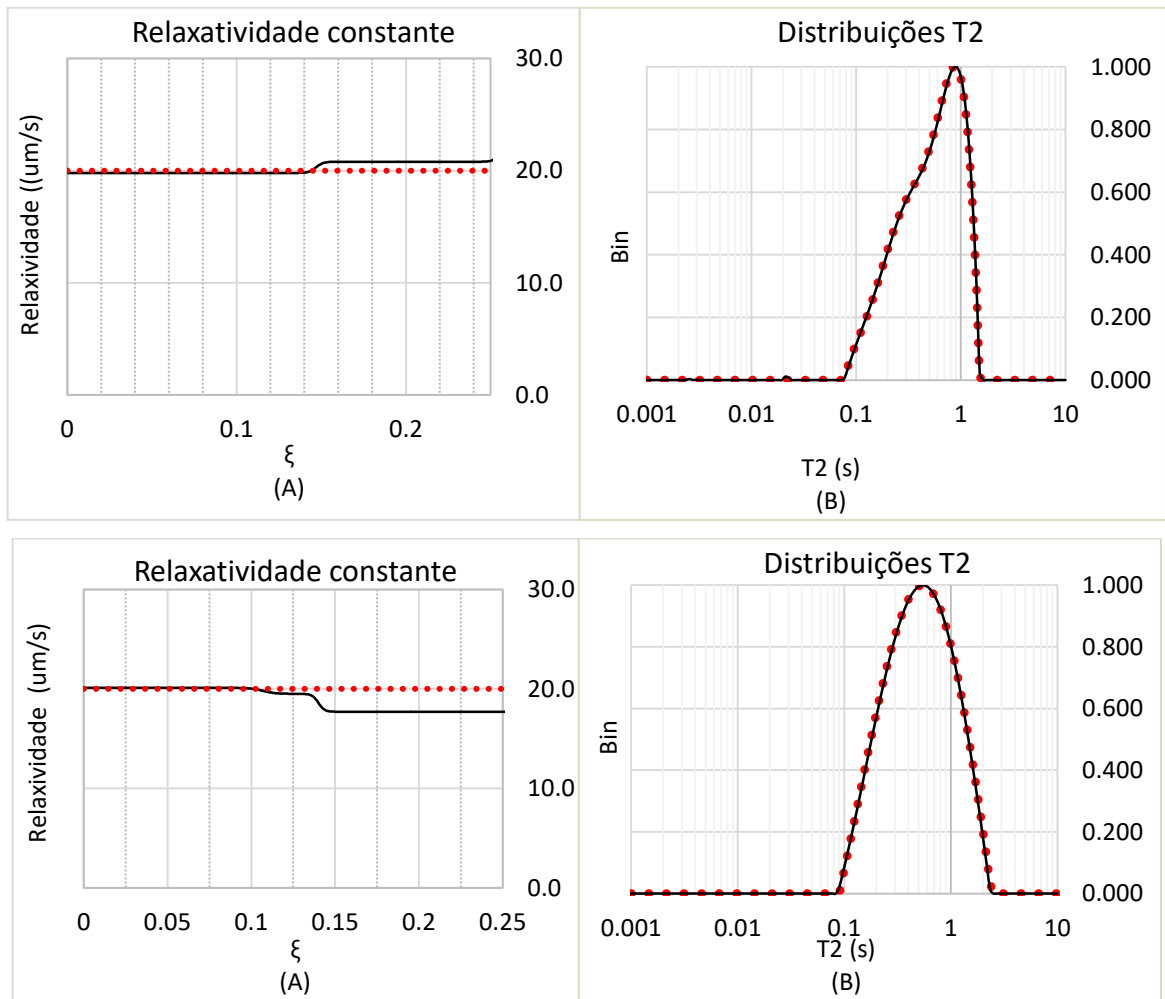 Relaxatividade constante
30.0
20.0
10.0
0.0
Relaxividade ((um/s)
0 0.1 0.2
ξ
(A)
Distribuições T2
1.000
0.800
0.600
0.400
0.200
0.000
Bin
0.001 0.01 0.1 1 10
T2 (s)
(B)
Relaxatividade constante
30.0
20.0
10.0
0.0
Relaxividade (um/s)
0 0.05 0.1 0.15 0.2 0.25
ξ
(A)
Distribuições T2
1.000
0.800
0.600
0.400
0.200
0.000
Bin
0.001 0.01 0.1 1 10
T2 (s)
(B)